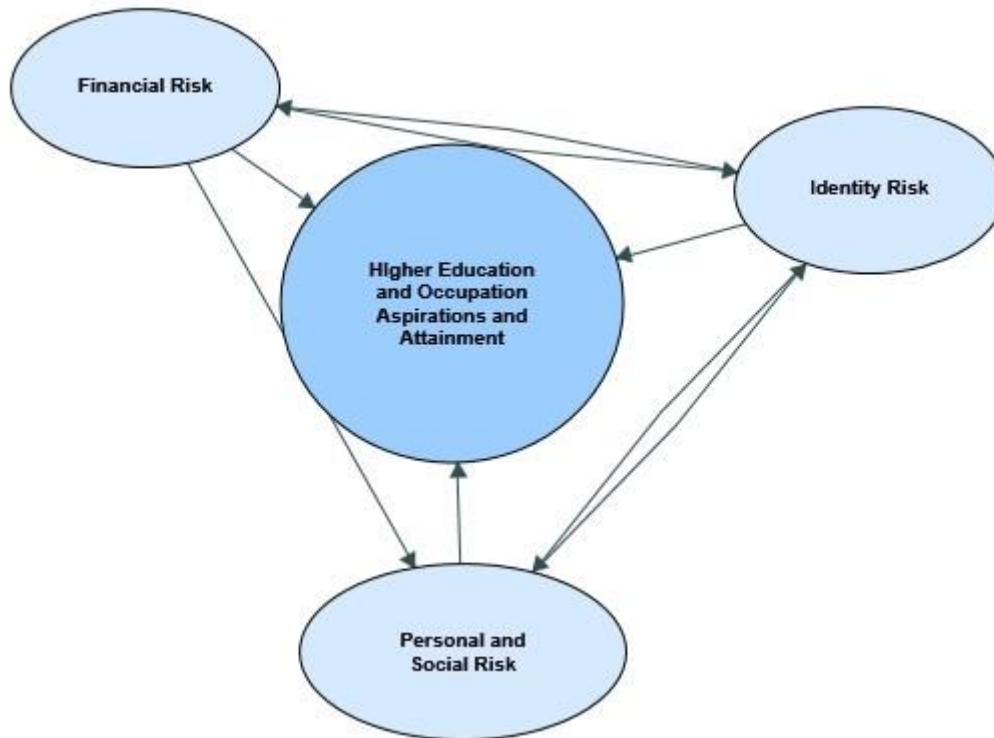 Financial Risk
Identity Risk
HIgher Education
and Occupation
Aspirations and
Attainment
Personal and
Social Risk